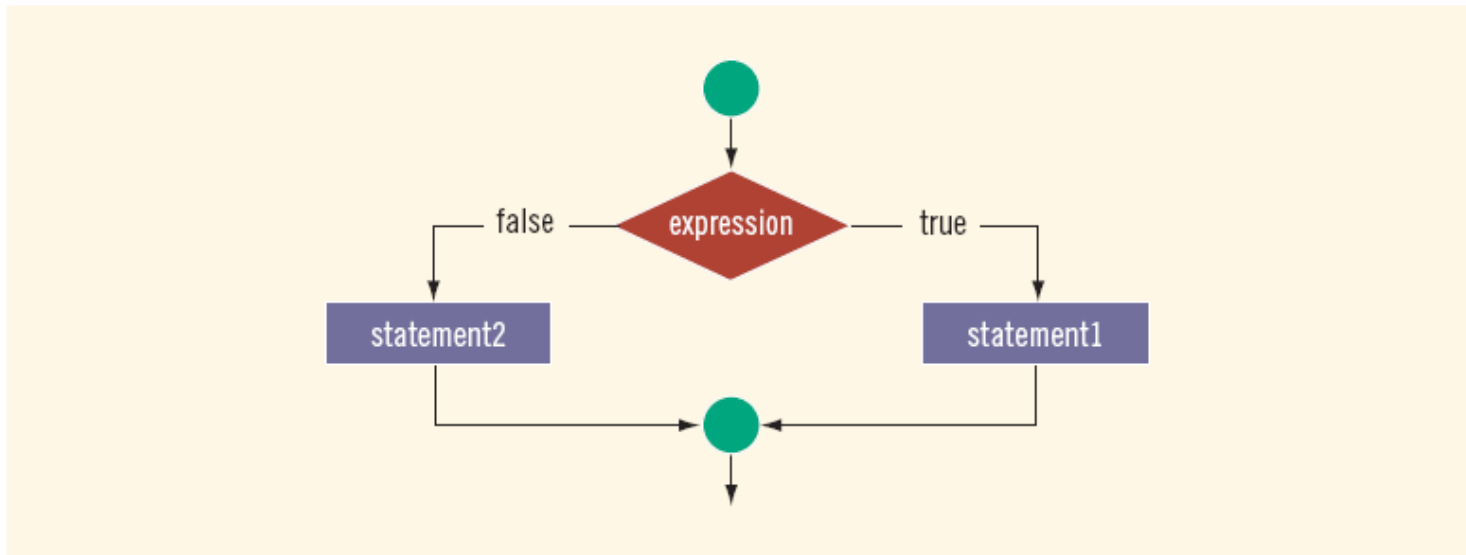 false
expression
true
statement2
statement1